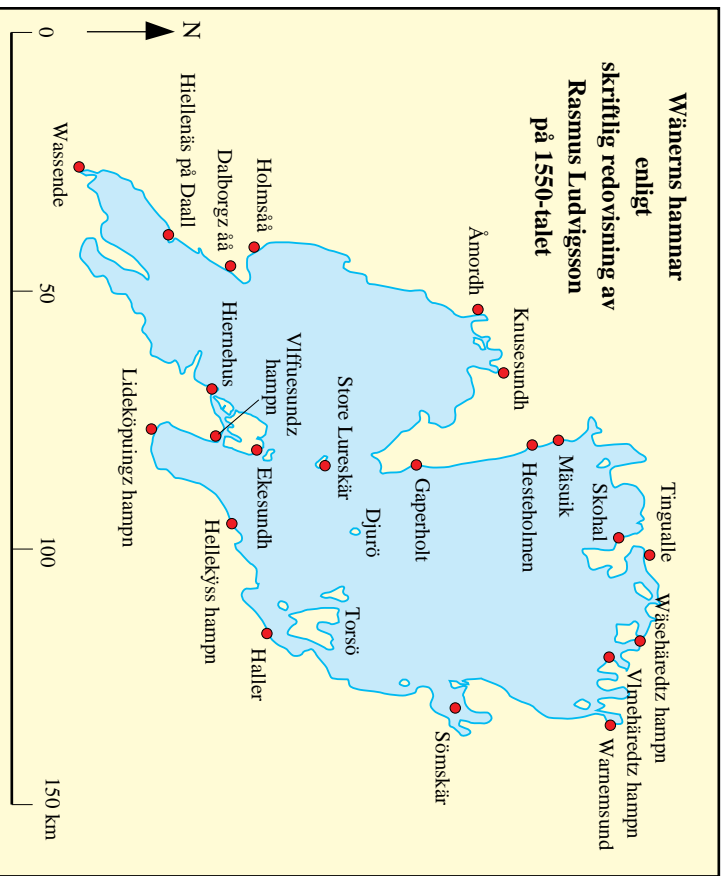 Wänerns hamnar
enligt
skriftlig redovisning av
Rasmus Ludvigsson
på 1550-talet
N
0
50
100
150 km
Wassende
Hiellenäs på Daall
Dalborgz åå
Holmsåå
Åmordh
Knusesundh
Hiernehus
Vlffuesundz
hampn
Lideköpuingz hampn
Store Lureskär
Ekesundh
Hellekÿss hampn
Gaperholt
Djurö
Hesteholmen
Mäsuik
Skohal
Tingualle
Torsö
Haller
Sömskär
Wäsehäredtz hampn
Vlmehäredtz hampn
Warnemsund